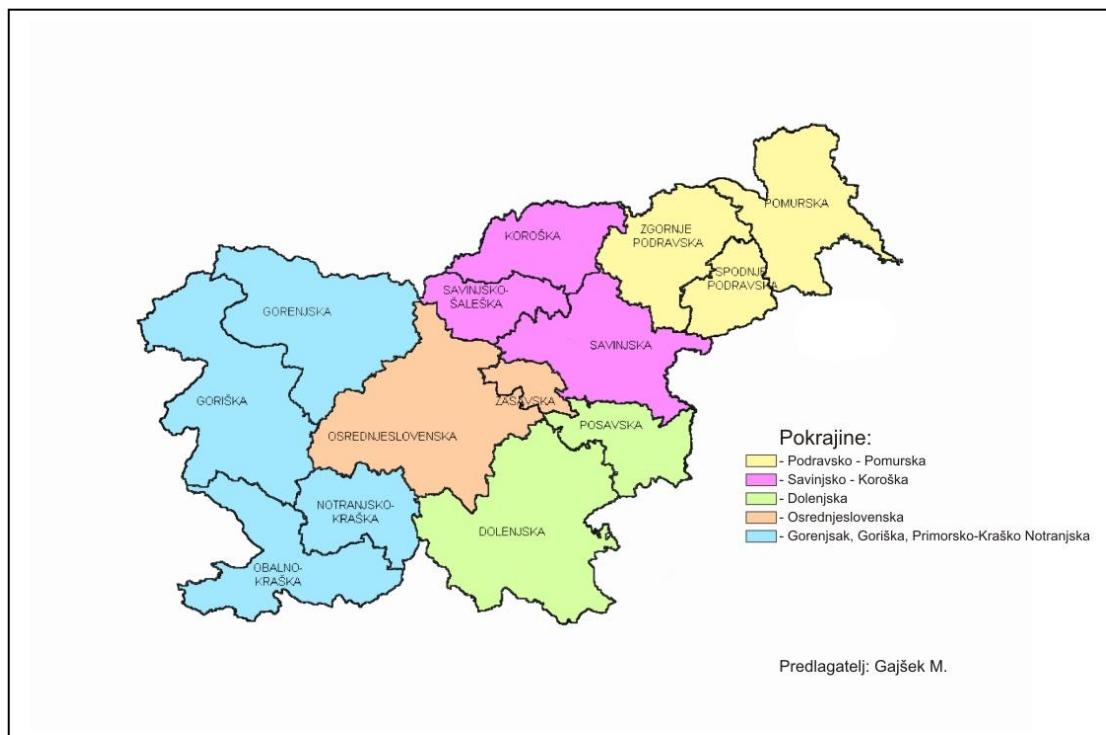 POMURSKA
KOROŠKA
ZGORNJE
PODRAVSKA
SPODNJE
PODRAVSKA
SAVINJSKO-
ŠALEŠKA
GORENJSKA
SAVINJSKA
GORIŠKA
ZASAVSKA
POSAVSKA
OSREDNJESLOVENSKA
NOTRANJSKO-
KRAŠKA
DOLENJSKA
OBALNO-
KRAŠKA
Pokrajine:
- Podravsko - Pomurska
- Savinjsko - Koroška
- Dolenjska
- Osrednjeslovenska
- Gorenjsak, Goriška, Primorsko-Kraško Notranjska
Predlagatelj: Gajšek M.